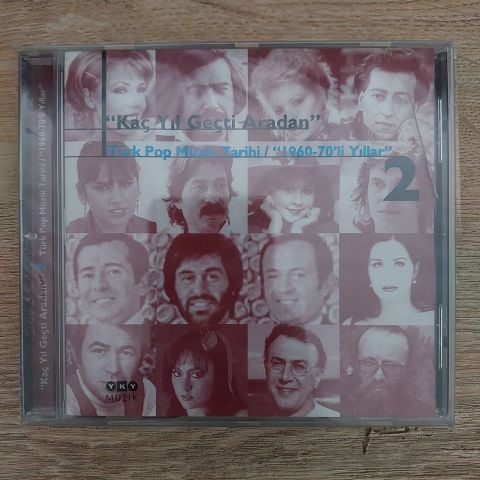 "Kaç Yıl Geçti Aradan"
Türk Pop Müzik Tarihi / "1960-70'li Yıllar"
2
YKY
MÜZİK
"Kaç Yıl Geçti Aradan" 2 Türk Pop Müzik Tarihi / "1960-70'li Yıllar"